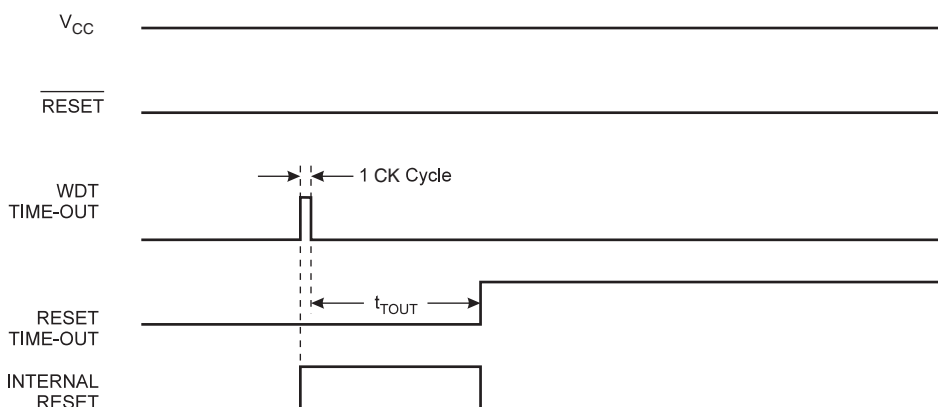 VCC
RESET
1 CK Cycle
WDT
TIME-OUT
tTOUT
RESET
TIME-OUT
INTERNAL
RESET